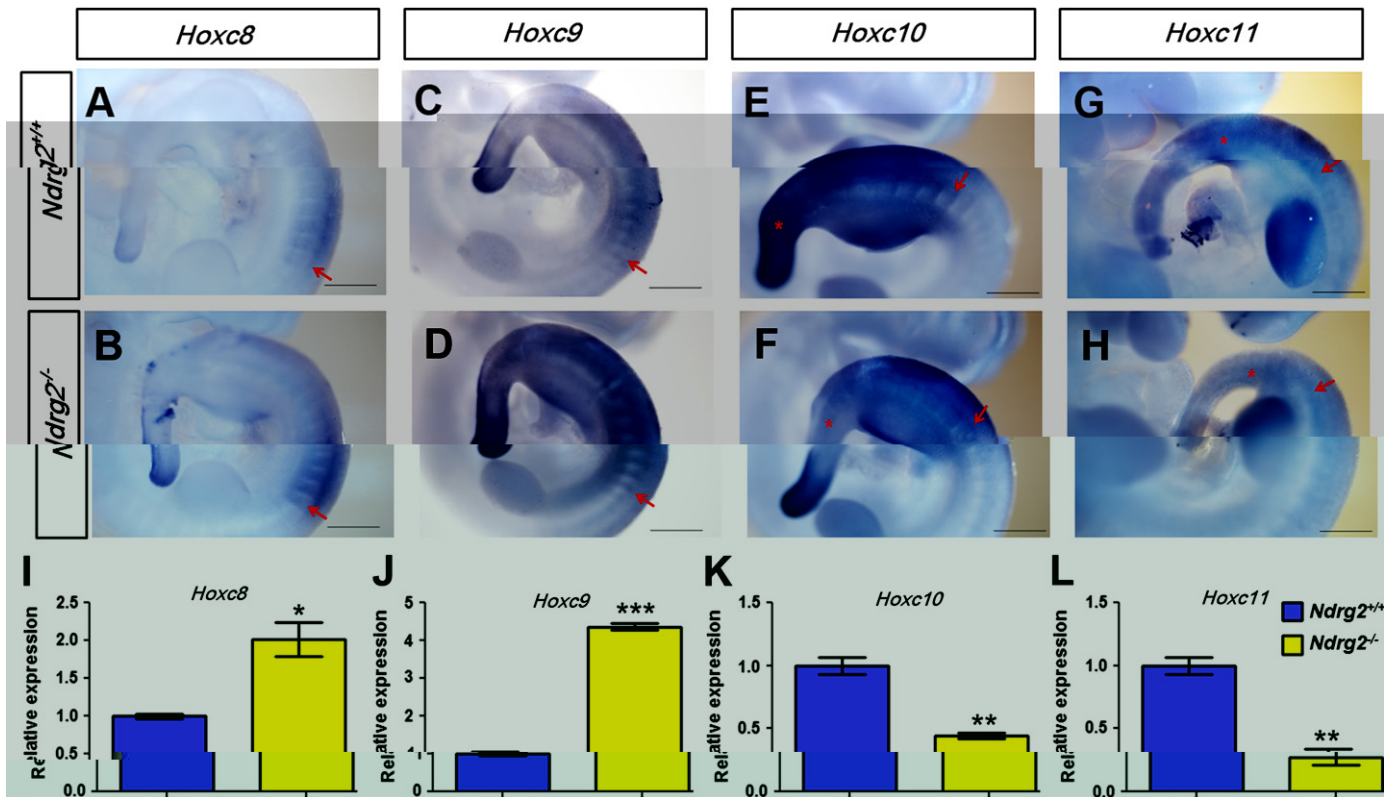 Hoxc8 Hoxc9 Hoxc10 Hoxc11
Ndrg2+/+
A C E G
* *
Ndrg2-/-
B D F H
* *
I J K L
Hoxc8 Hoxc9 Hoxc10 Hoxc11
Relative expression
2.5
2.0
1.0
0.5
0.0
*
Relative expression
5
4
3
2
1
0
***
Relative expression
1.5
1.0
0.5
0.0
**
Relative expression
1.5
1.0
0.5
0.0
**
Ndrg2+/+
Ndrg2-/-